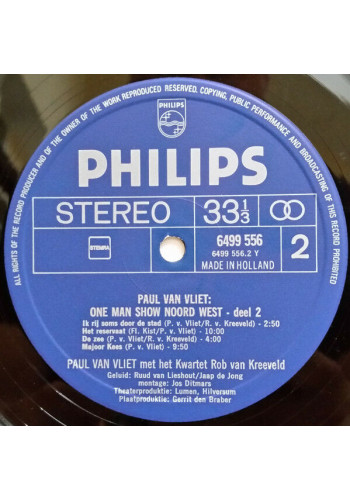 ALL RIGHTS OF THE RECORD PRODUCER AND OF THE OWNER OF THE WORK REPRODUCED RESERVED. COPYING, PUBLIC PERFORMANCE AND BROADCASTING OF THIS RECORD PROHIBITED
PHILIPS
PHILIPS
STEREO 33 1/3
STEMRA
6499 556
6499 556.2 Y
MADE IN HOLLAND
2
PAUL VAN VLIET:
ONE MAN SHOW NOORD WEST - deel 2
Ik rij soms door de stad (P. v. Vliet/R. v. Kreeveld) - 2:50
Het reservaat (Fl. Kist/P. v. Vliet) - 10:00
De zee (P. v. Vliet/R. v. Kreeveld) - 4:00
Majoor Kees (P. v. Vliet) - 9:50
PAUL VAN VLIET met het Kwartet Rob van Kreeveld
Geluid: Ruud van Lieshout/Jaap de Jong
montage: Jos Ditmars
Theaterproduktie: Lumen, Hilversum
Plaatproduktie: Gerrit den Braber